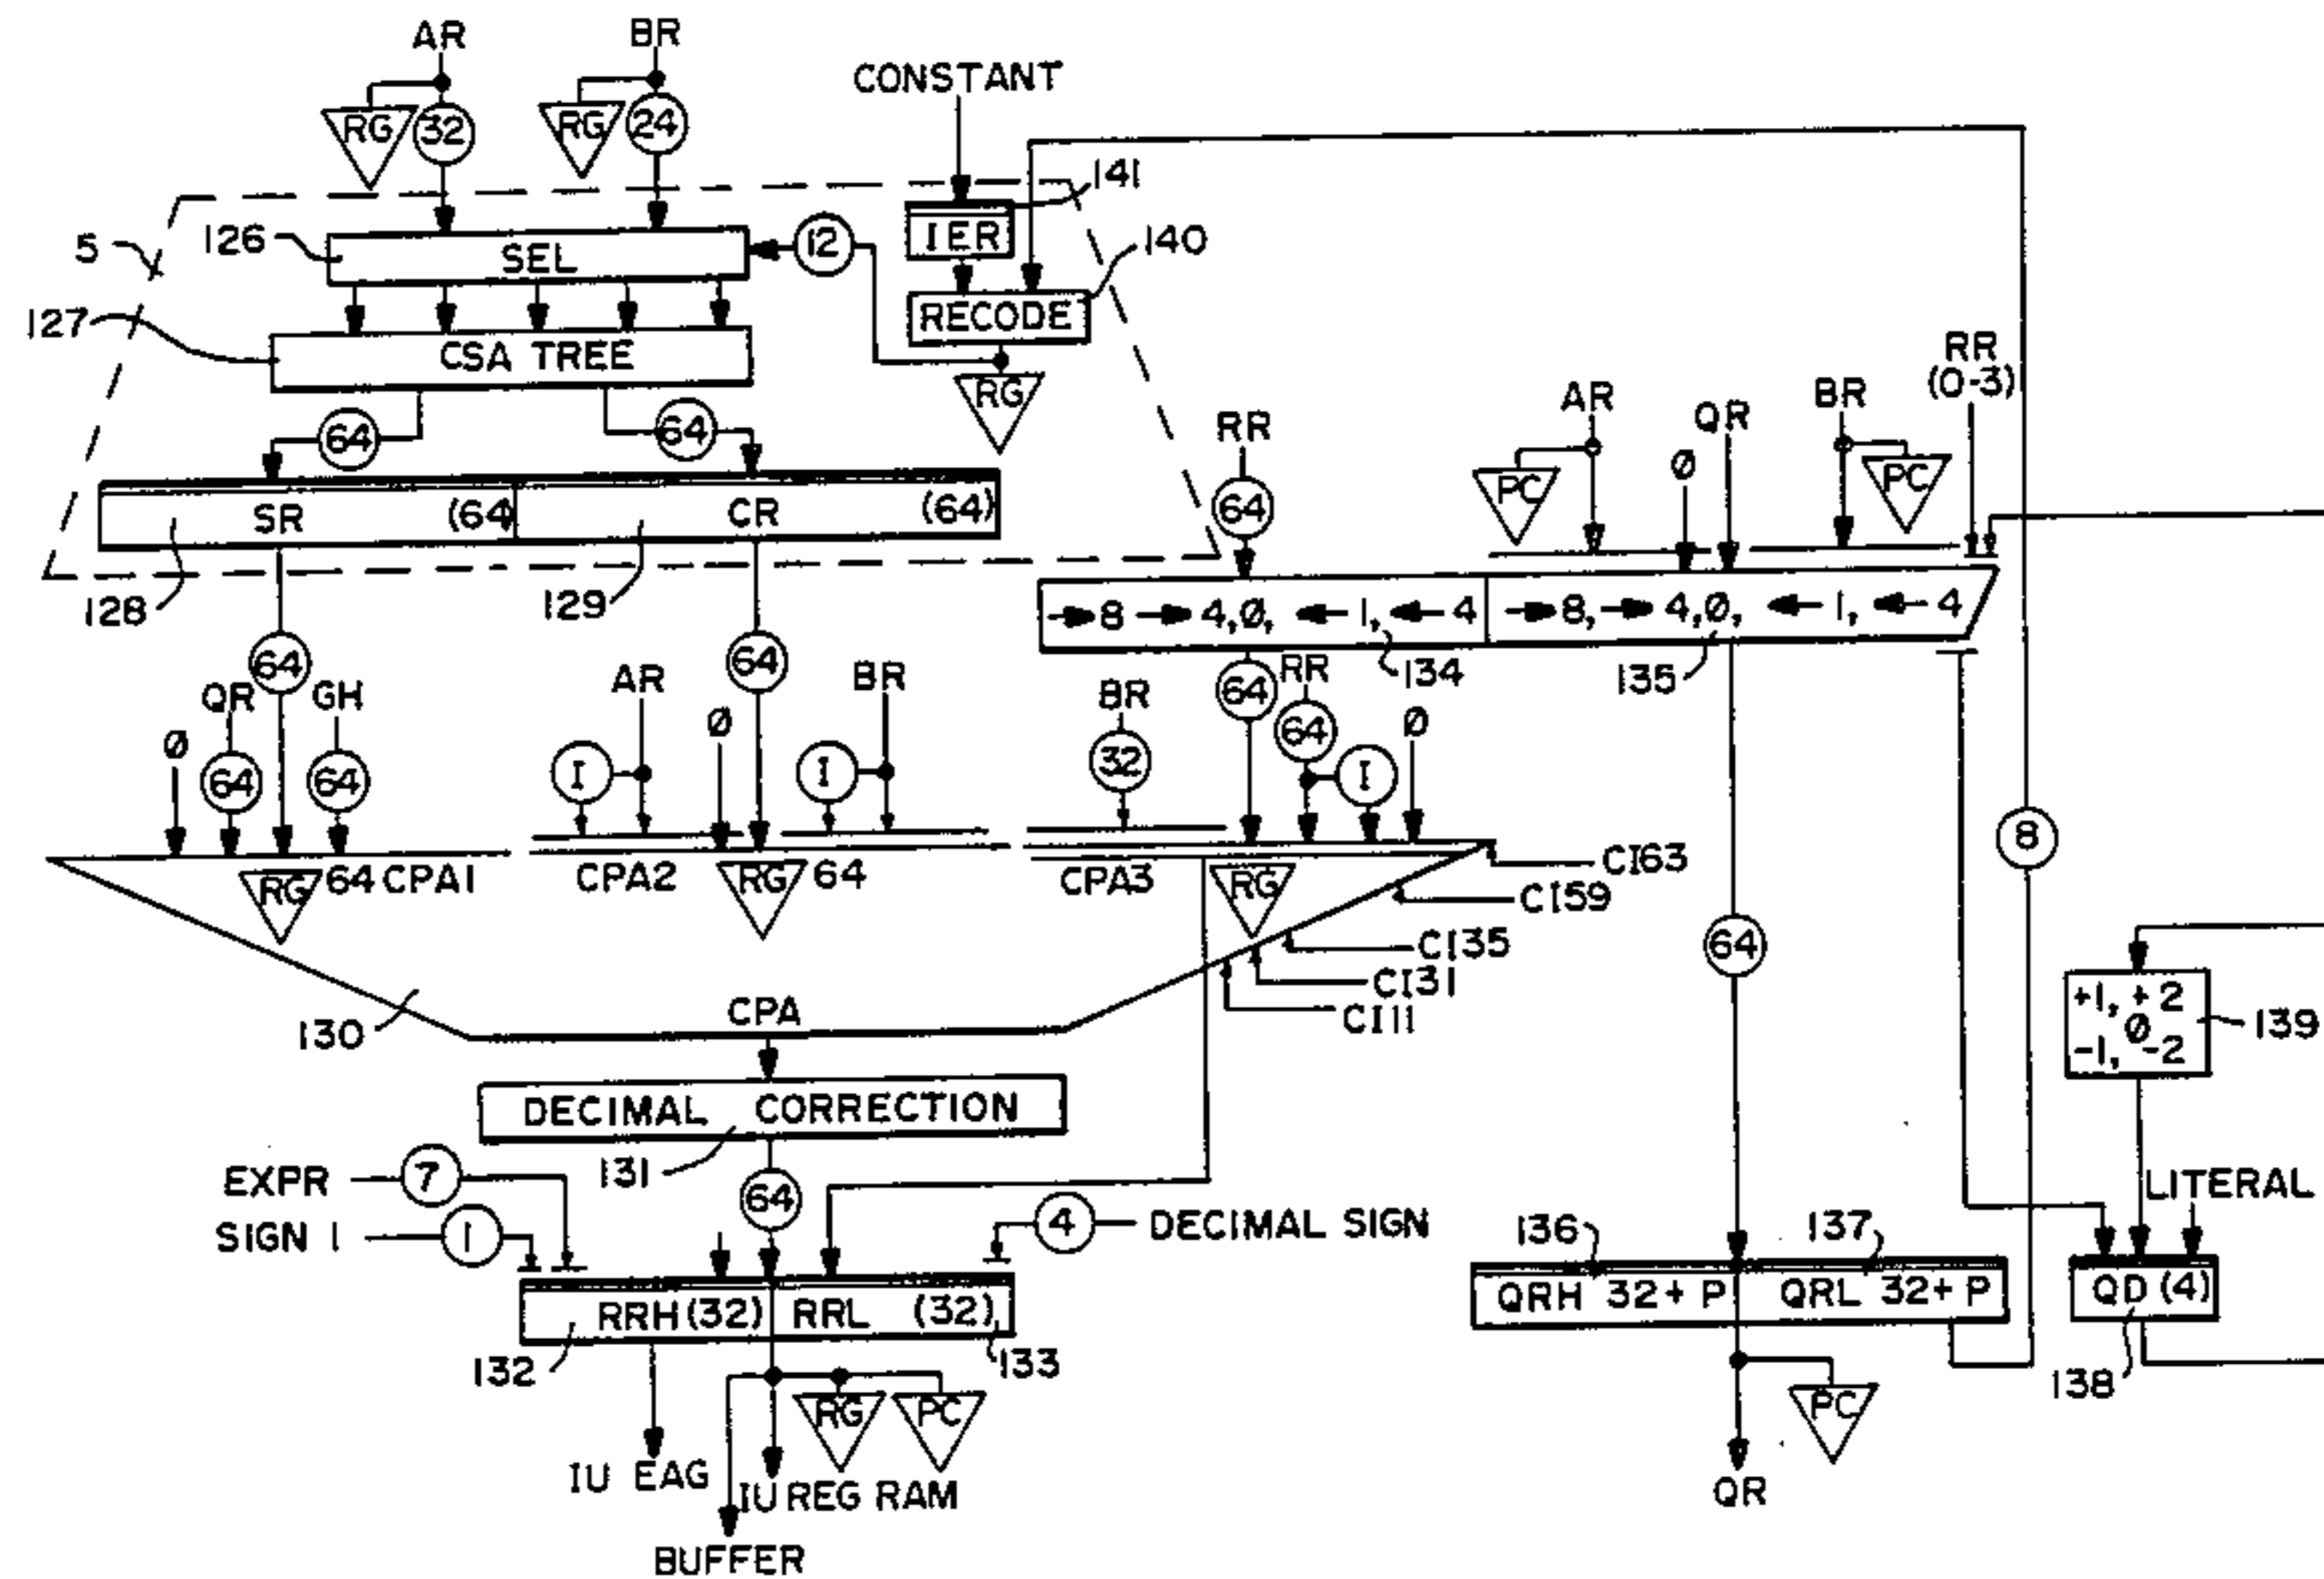 AR
BR
CONSTANT
RG
32
RG
24
141
5
126
SEL
12
IER
140
127
CSA TREE
RECODE
RG
64
64
SR (64
CR (64)
128
129
RR
64
AR
Ø
QR
BR
RR
(0-3)
PC
PC
→8 →4,Ø, ←1, ←4
→8, →4,Ø, ←1, ←4
134
135
64
64
Ø
QR
64
GH
64
AR
I
Ø
BR
I
BR
32
64
RR
64
I
Ø
RG
64 CPA1
CPA2
RG
64
CPA3
RG
CI63
CI59
CI35
CI31
CI11
8
64
130
CPA
+1, +2
Ø
-1, -2
139
DECIMAL CORRECTION
131
64
EXPR
7
SIGN 1
1
4
DECIMAL SIGN
LITERAL
136
137
RRH (32) RRL (32)
132
133
QRH 32+P QRL 32+P
QD (4)
138
RG
PC
PC
IU EAG
IU REG RAM
BUFFER
QR